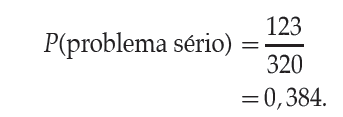 P(problema sério) = 123/320
= 0,384.